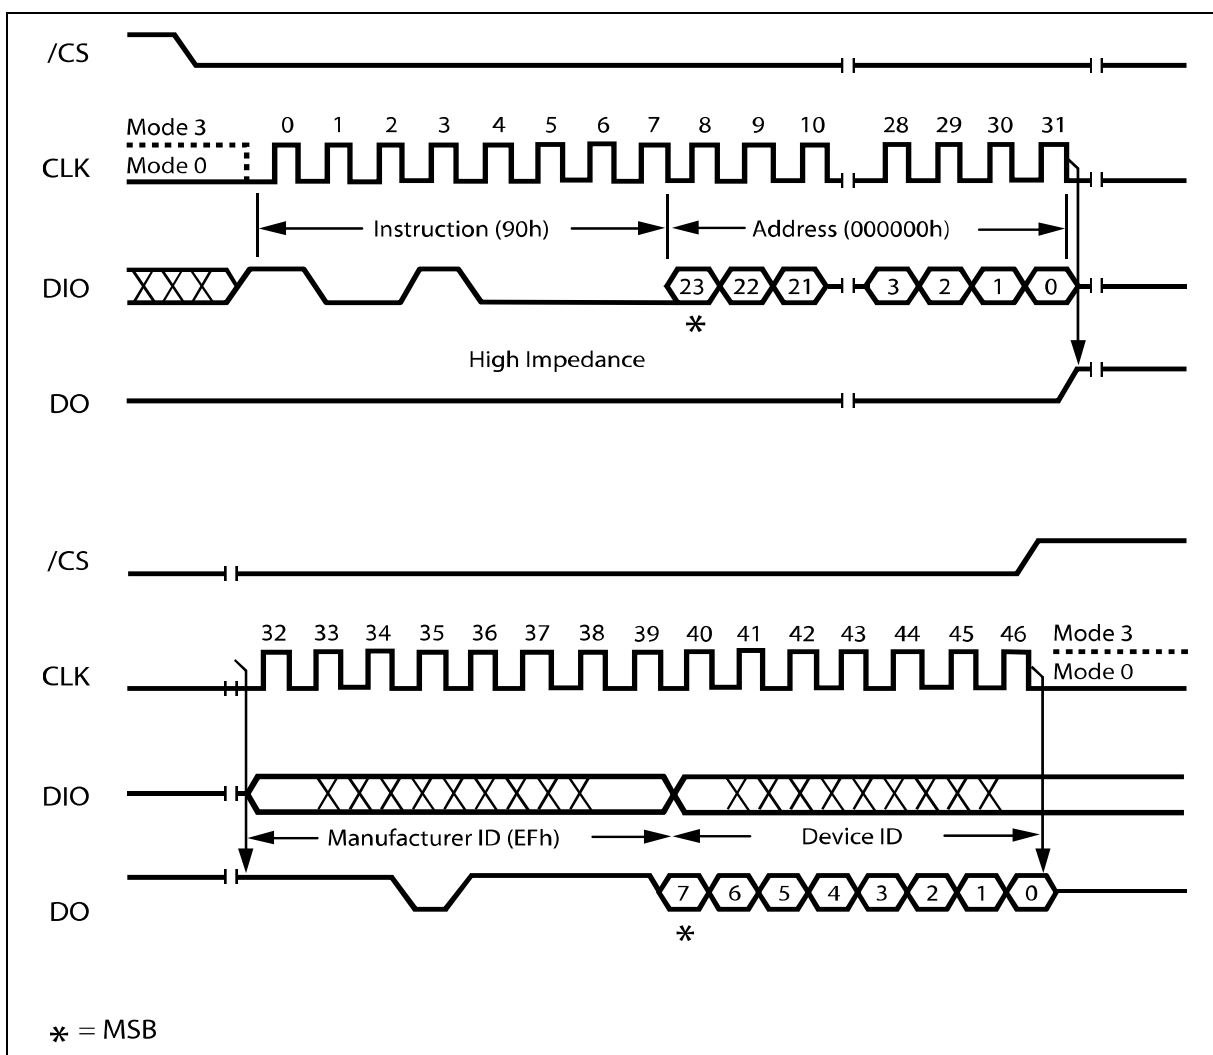 /CS
Mode 3
0 1 2 3 4 5 6 7 8 9 10 28 29 30 31
CLK
Mode 0
Instruction (90h) Address (000000h)
DIO 23 22 21 3 2 1 0
*
High Impedance
DO
/CS
32 33 34 35 36 37 38 39 40 41 42 43 44 45 46 Mode 3
CLK Mode 0
DIO
Manufacturer ID (EFh) Device ID
DO 7 6 5 4 3 2 1 0
*
* = MSB